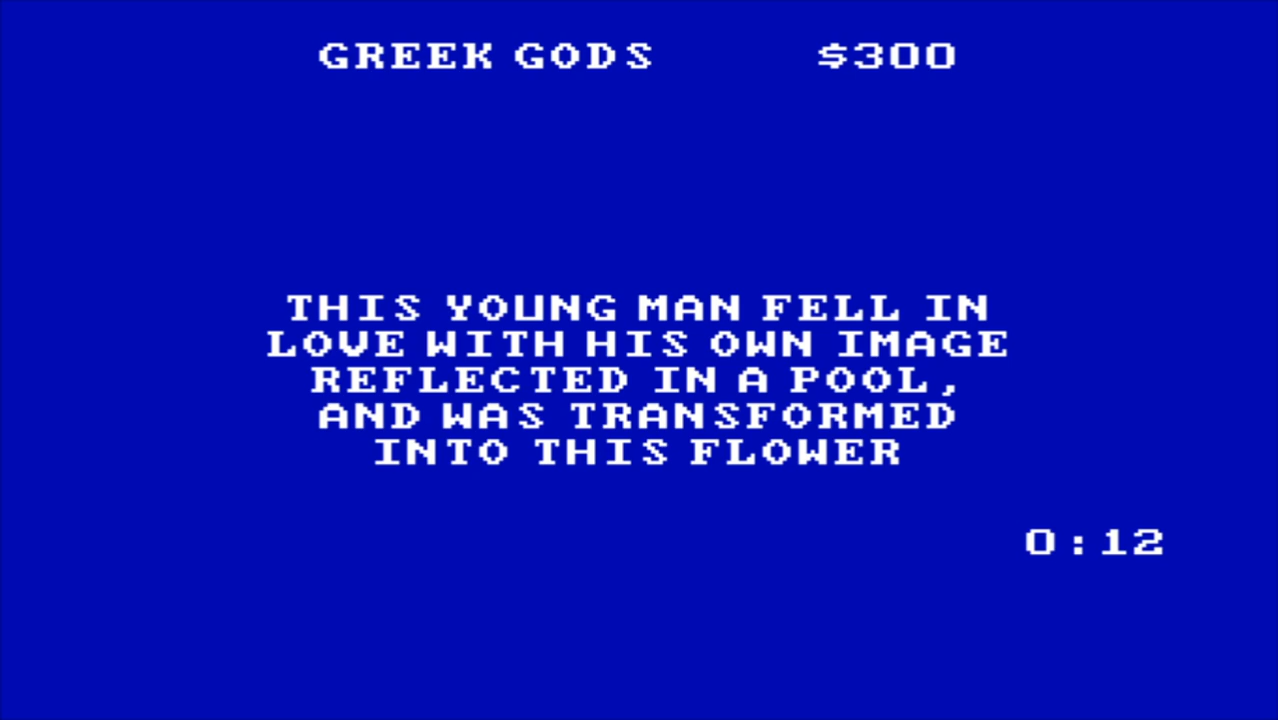 GREEK GODS $300
THIS YOUNG MAN FELL IN
LOVE WITH HIS OWN IMAGE
REFLECTED IN A POOL,
AND WAS TRANSFORMED
INTO THIS FLOWER
0:12